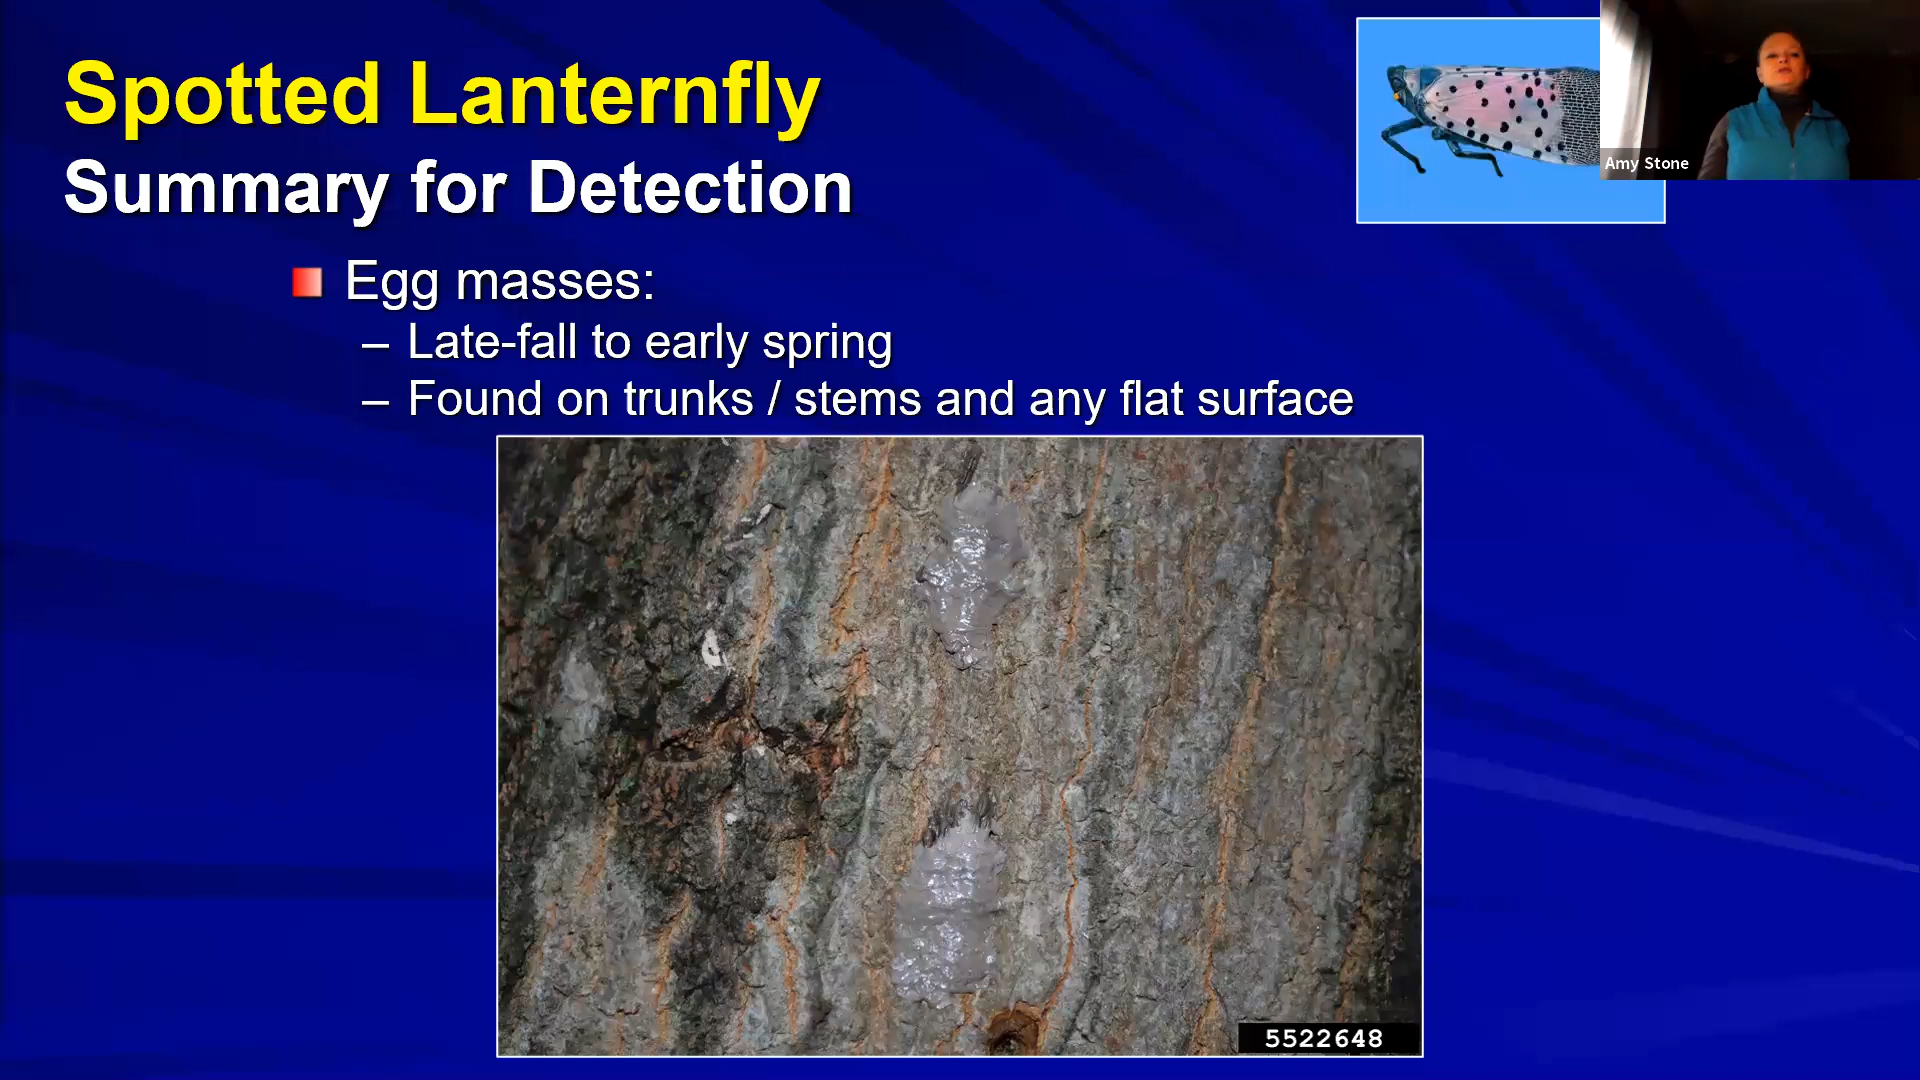 Spotted Lanternfly
Summary for Detection
Amy Stone
Egg masses:
– Late-fall to early spring
– Found on trunks / stems and any flat surface
5522648